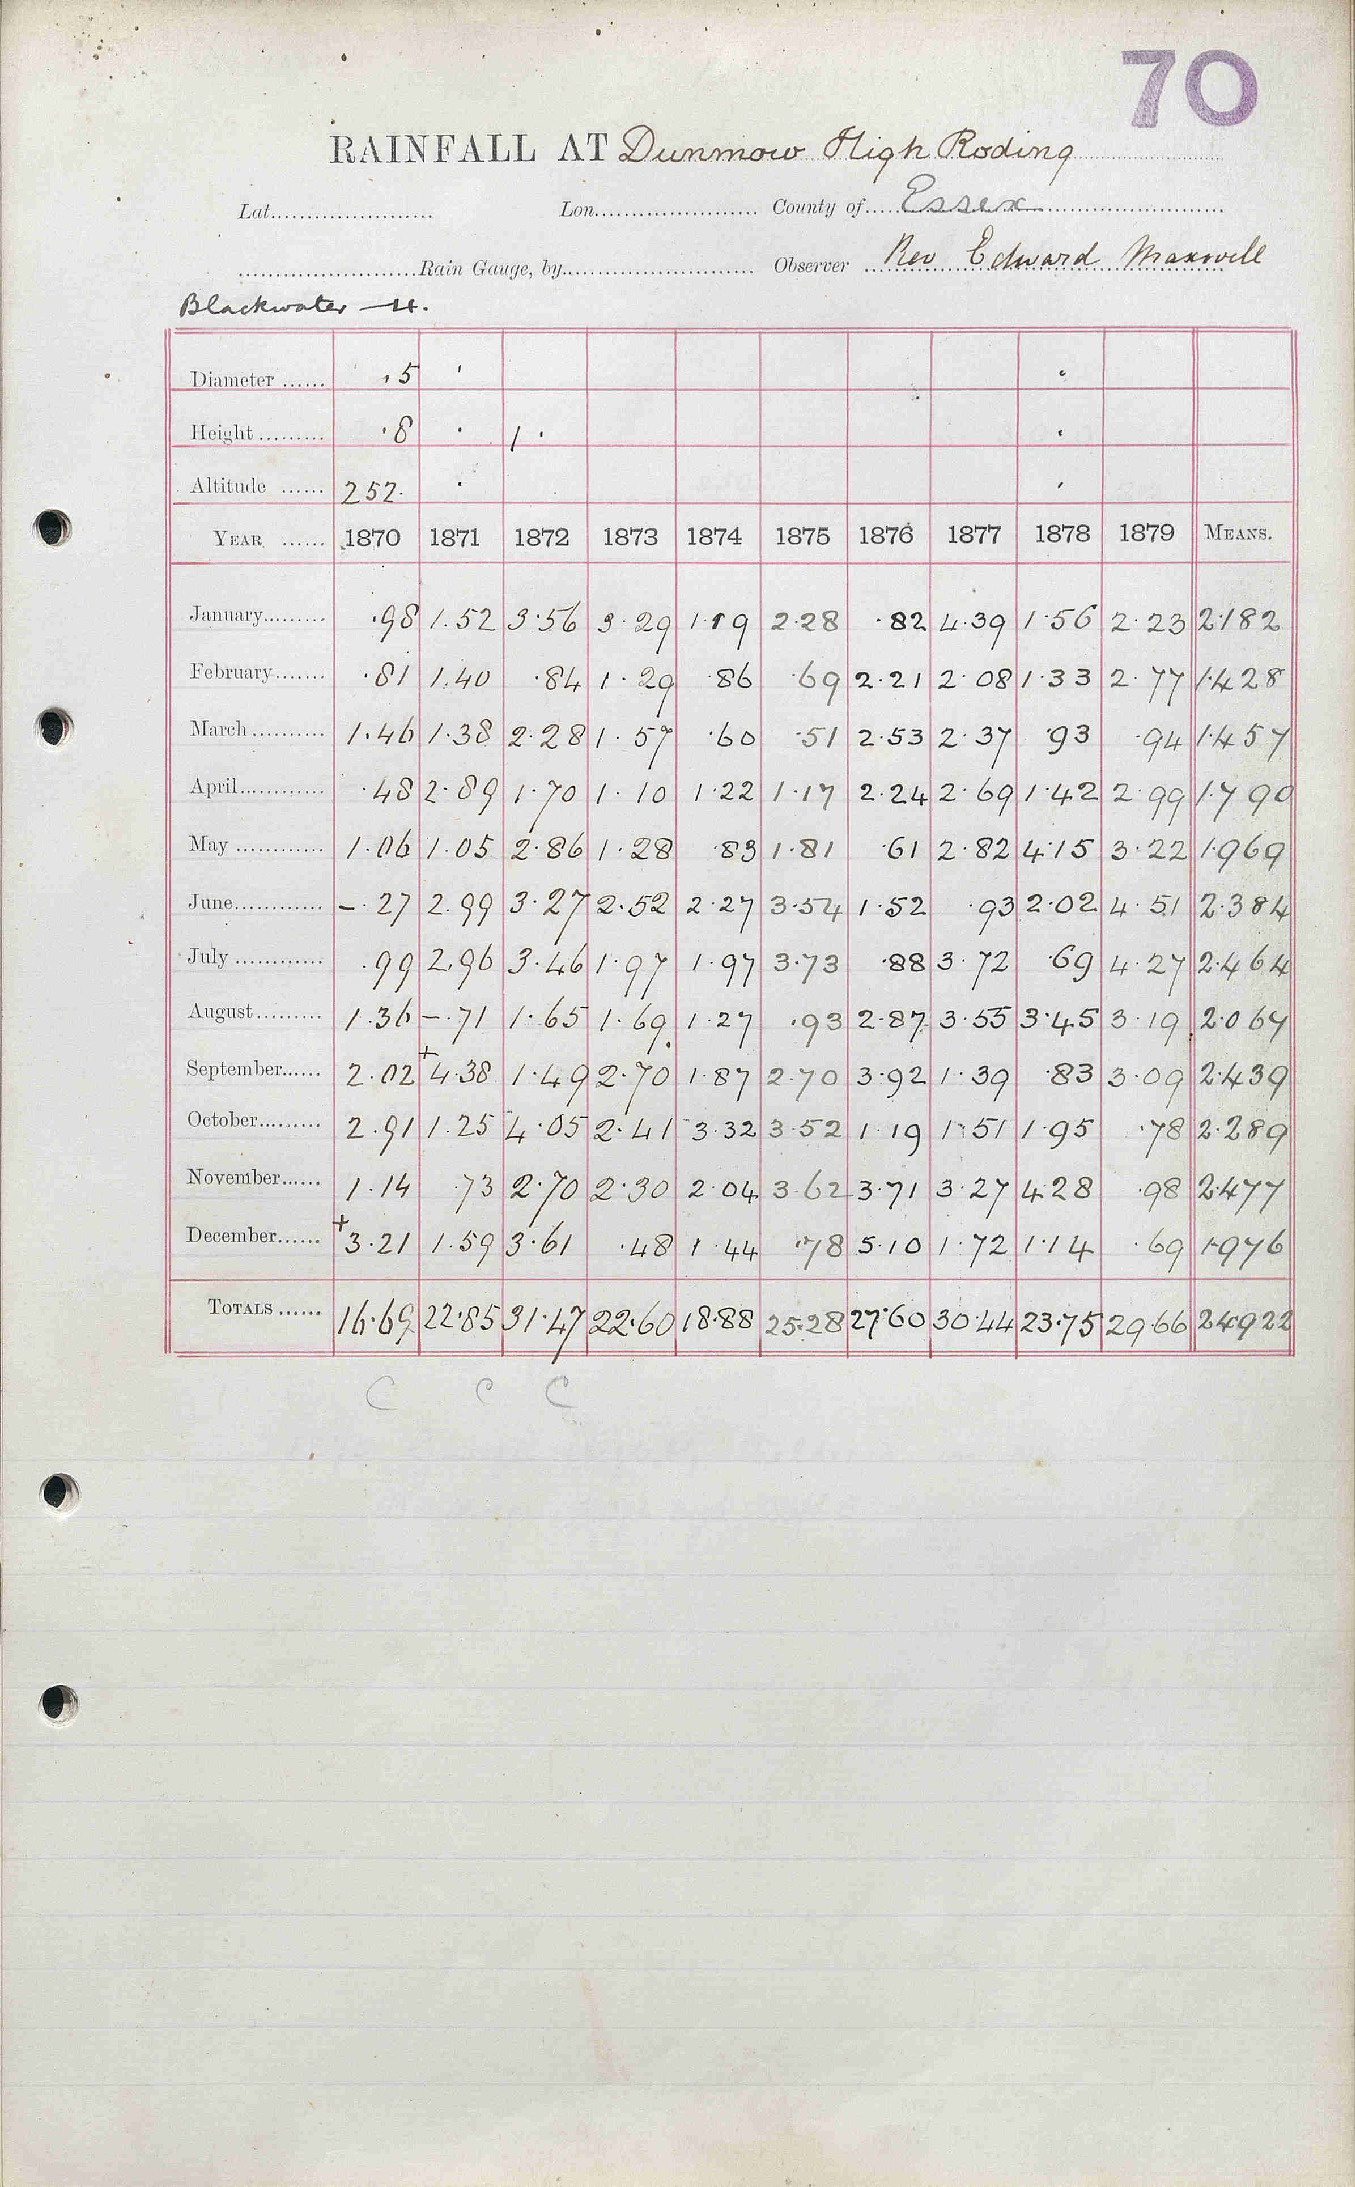 70
RAINFALL AT Dunmow High Roding
Lat...................... Lon...................... County of.... Essex
......................Rain Gauge, by.......................... Observer Rev Edward Maxwell
Blackwater — 4.
Diameter ...... .5 ' '
Height ......... .8 · 1 · '
Altitude ...... 252. · '
YEAR ...... 1870 1871 1872 1873 1874 1875 1876 1877 1878 1879 MEANS.
January......... .98 1.52 3.56 3.29 1.19 2.28 .82 4.39 1.56 2.23 2.182
February....... .81 1.40 .84 1.29 .86 .69 2.21 2.08 1.33 2.77 1.428
March .......... 1.46 1.38 2.28 1.57 .60 .51 2.53 2.37 .93 .94 1.457
April............ .48 2.89 1.70 1.10 1.22 1.17 2.24 2.69 1.42 2.99 1.790
May ............ 1.06 1.05 2.86 1.28 .83 1.81 .61 2.82 4.15 3.22 1.969
June............ – .27 2.99 3.27 2.52 2.27 3.54 1.52 .93 2.02 4.51 2.384
July ............ .99 2.96 3.46 1.97 1.97 3.73 .88 3.72 .69 4.27 2.464
August......... 1.36 – .71 1.65 1.69 1.27 .93 2.87 3.55 3.45 3.19 2.067
September...... 2.02 +4.38 1.49 2.70 1.87 2.70 3.92 1.39 .83 3.09 2.439
October......... 2.91 1.25 4.05 2.41 3.32 3.52 1.19 1.51 1.95 .78 2.289
November...... 1.14 .73 2.70 2.30 2.04 3.62 3.71 3.27 4.28 .98 2.477
December...... +3.21 1.59 3.61 .48 1.44 .78 5.10 1.72 1.14 .69 1.976
TOTALS ...... 16.69 22.85 31.47 22.60 18.88 25.28 27.60 30.44 23.75 29.66 24.922
C C C